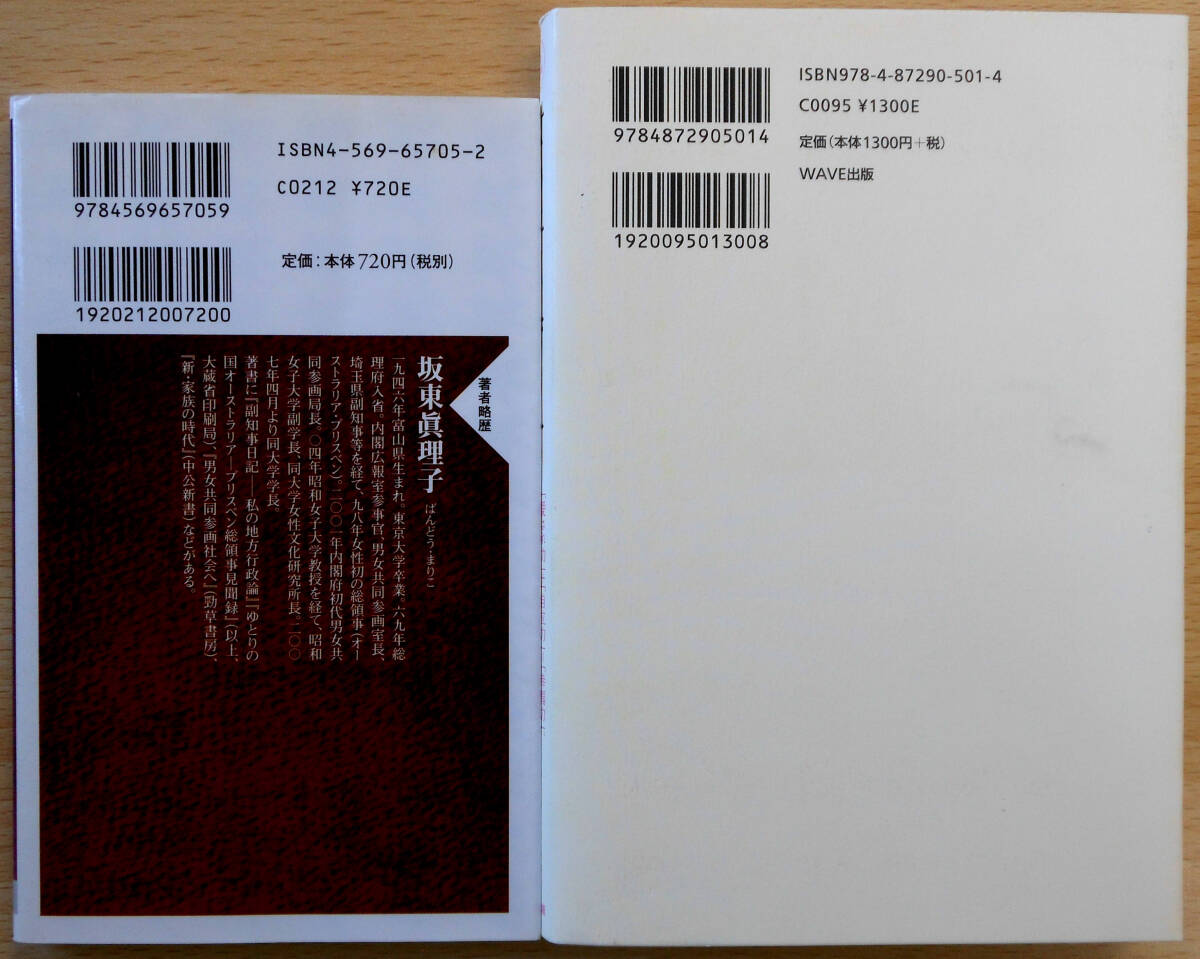 ISBN4-569-65705-2
C0212 ¥720E
9784569657059
定価：本体720円（税別）
1920212007200
著者略歴
坂東眞理子 ばんどう・まりこ
一九四六年富山県生まれ。東京大学卒業。六九年総
理府入省。内閣広報室参事官、男女共同参画室長、
埼玉県副知事等を経て、九八年女性初の総領事（オー
ストラリア・ブリスベン）。二〇〇一年内閣府初代男女共
同参画局長。〇四年昭和女子大学教授を経て、昭和
女子大学副学長、同大学女性文化研究所長。二〇〇
七年四月より同大学学長。
著書に『副知事日記――私の地方行政論』『ゆとりの
国オーストラリア―ブリスベン総領事見聞録』（以上、
大蔵省印刷局）、『男女共同参画社会へ』（勁草書房）、
『新・家族の時代』（中公新書）などがある。
ISBN978-4-87290-501-4
C0095 ¥1300E
9784872905014
定価（本体1300円＋税）
WAVE出版
1920095013008